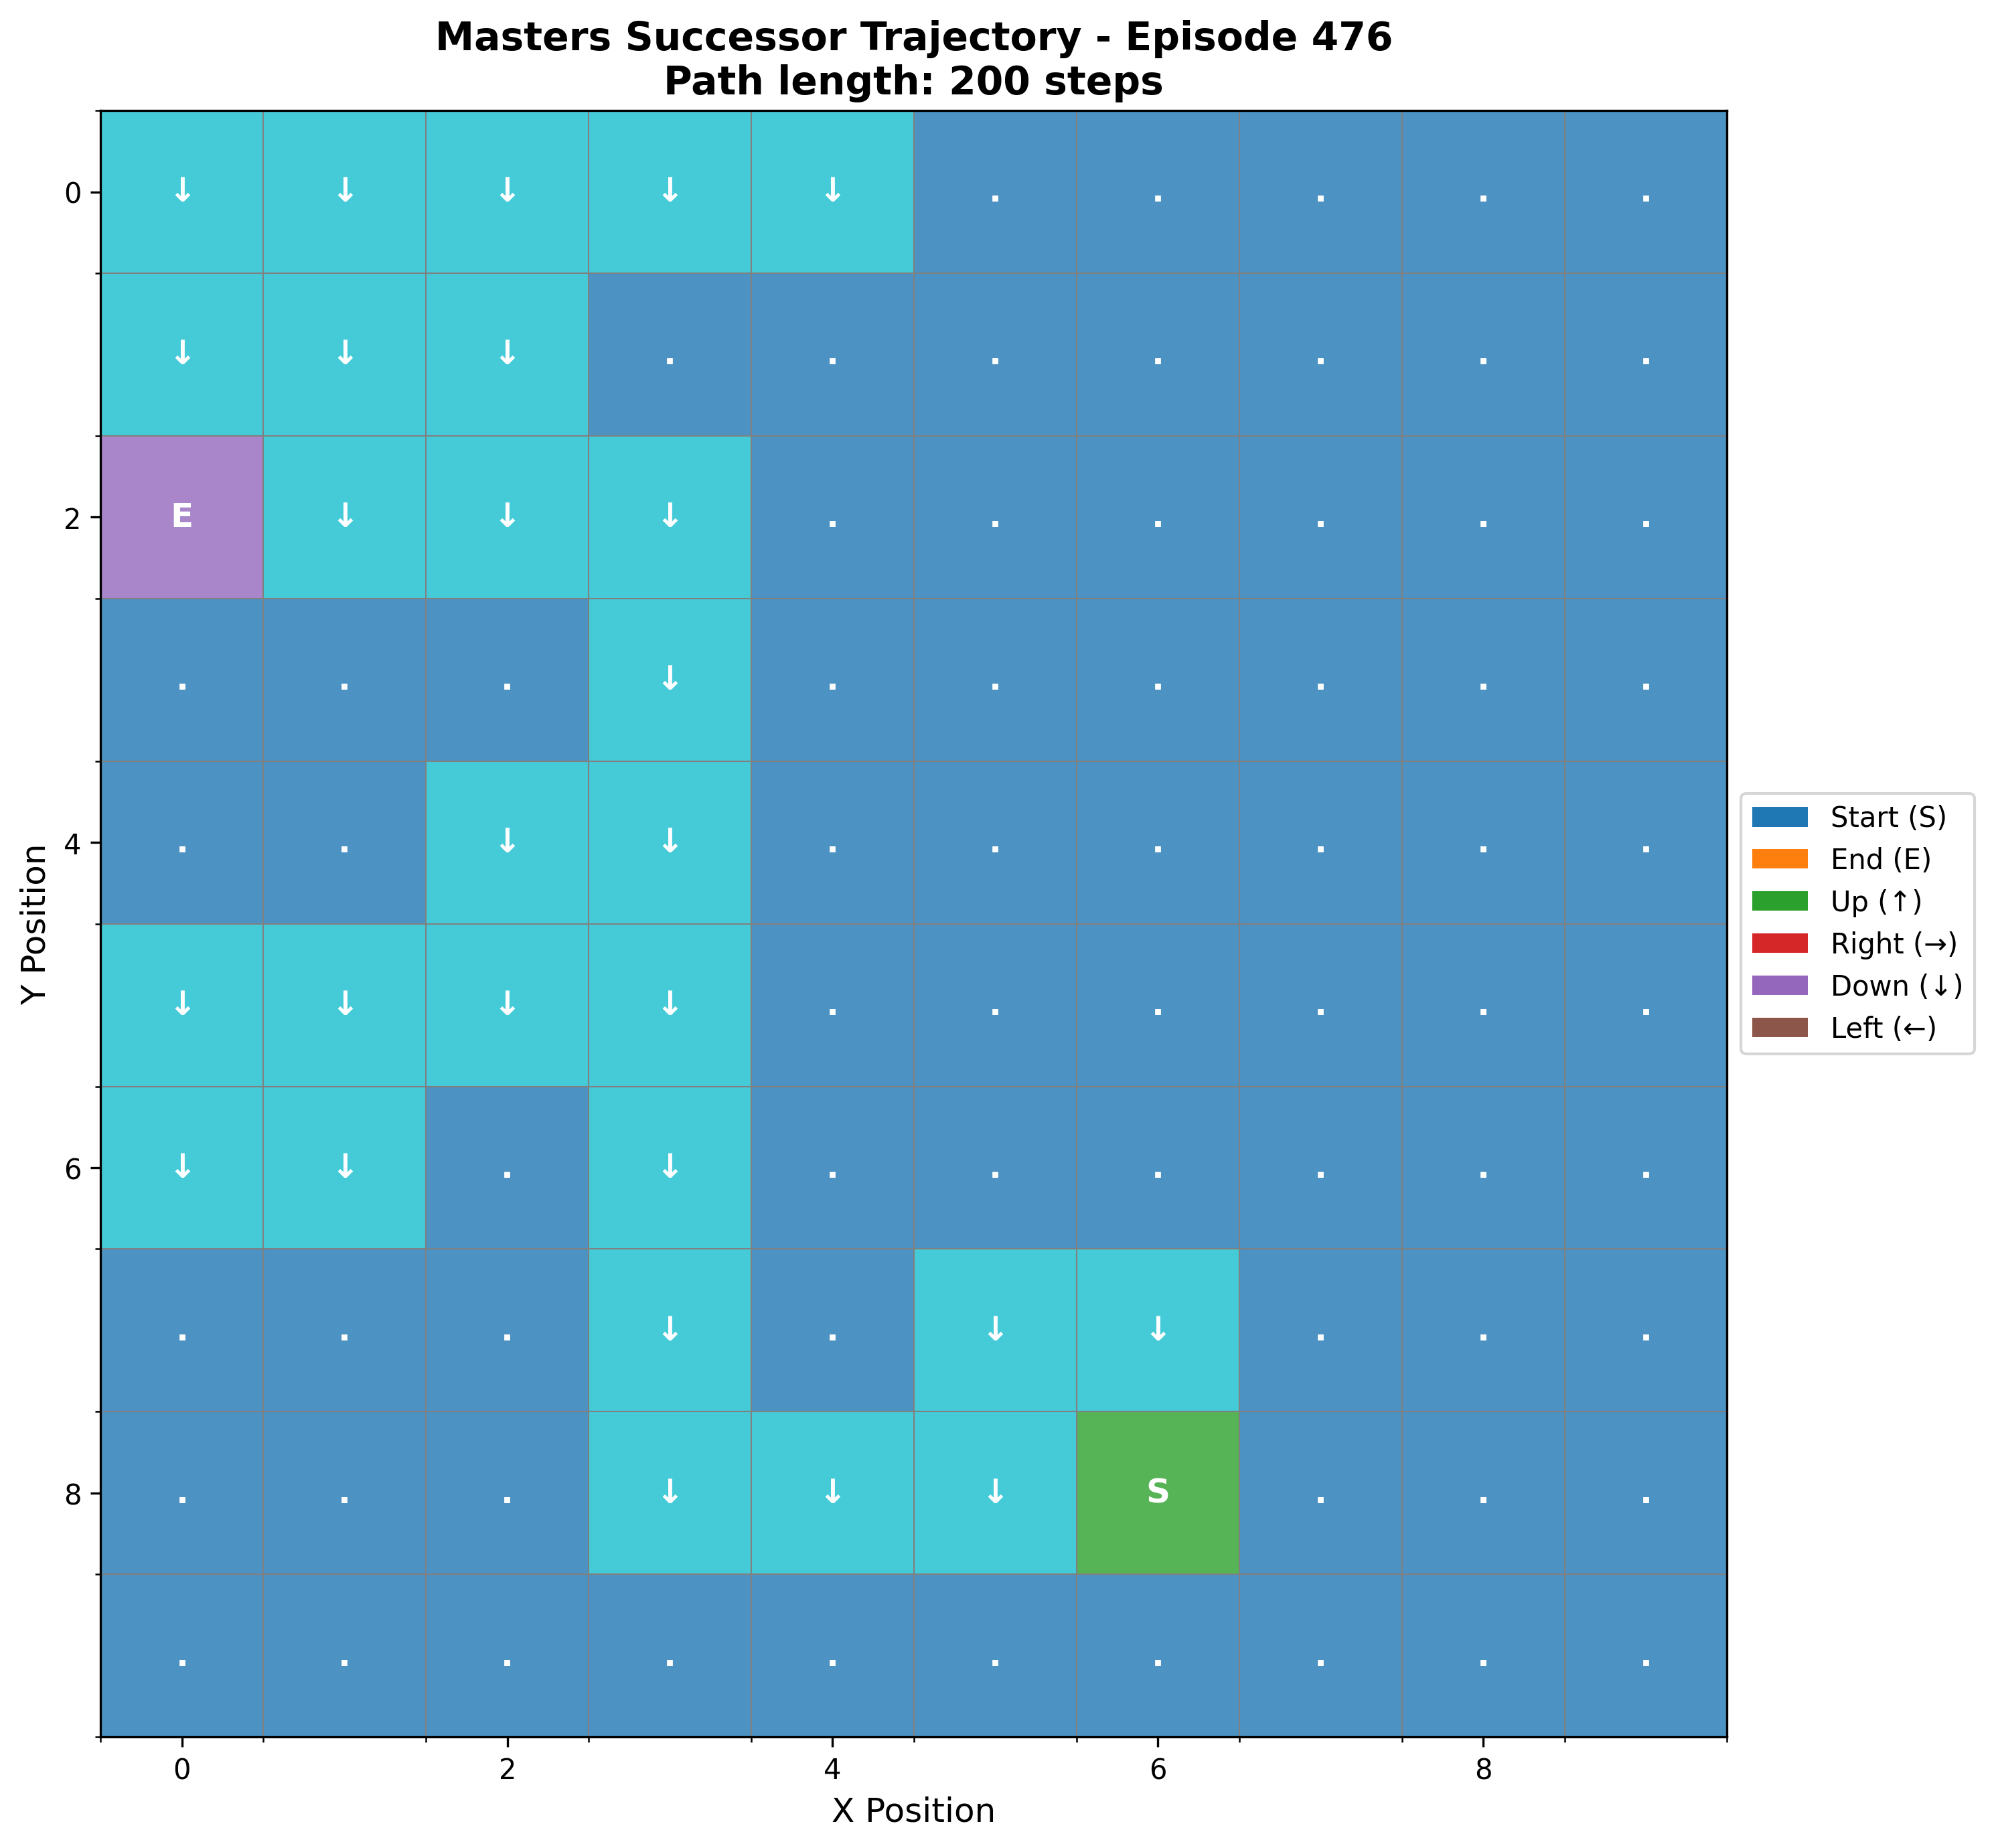 Masters Successor Trajectory - Episode 476
Path length: 200 steps
0 ↓ ↓ ↓ ↓ ↓ . . . . .
↓ ↓ ↓ . . . . . . .
2 E ↓ ↓ ↓ . . . . . .
. . . ↓ . . . . . .
4 . . ↓ ↓ . . . . . .
↓ ↓ ↓ ↓ . . . . . .
6 ↓ ↓ . ↓ . . . . . .
. . . ↓ . ↓ ↓ . . .
8 . . . ↓ ↓ ↓ S . . .
. . . . . . . . . .
0 2 4 6 8
X Position
Y Position
Start (S)
End (E)
Up (↑)
Right (→)
Down (↓)
Left (←)